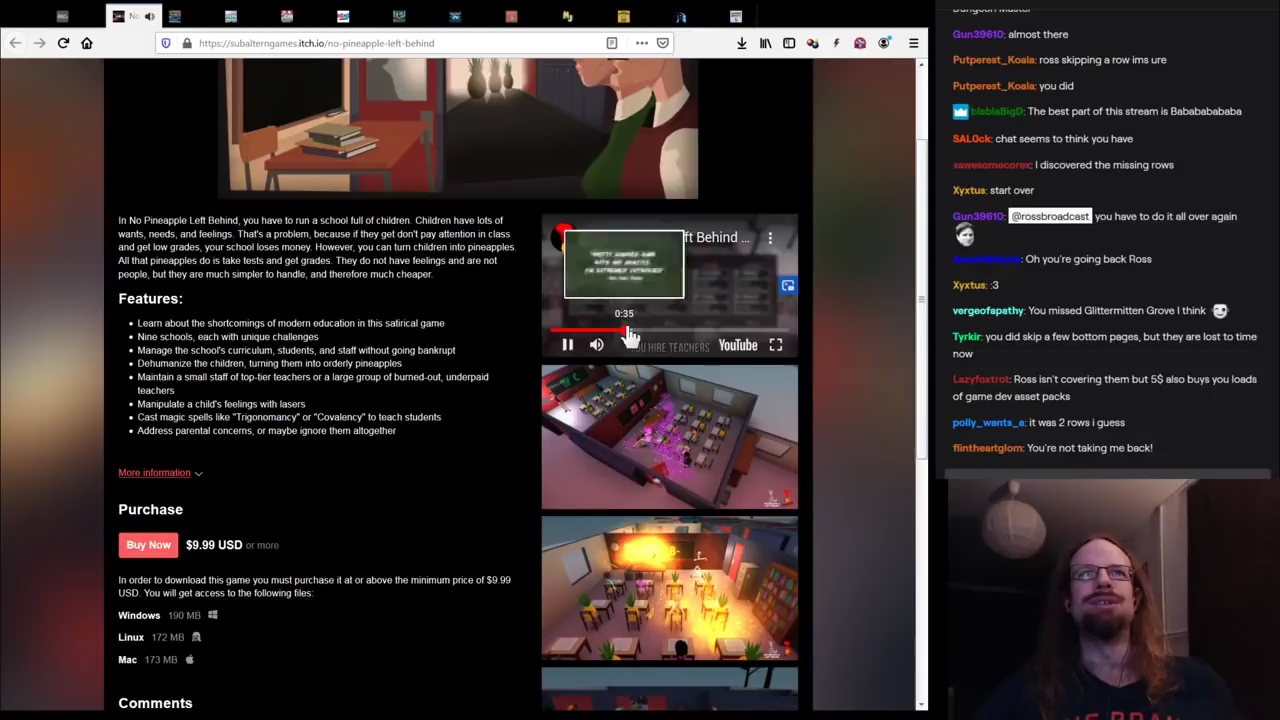 No
https://subalterngames.itch.io/no-pineapple-left-behind
In No Pineapple Left Behind, you have to run a school full of children. Children have lots of
wants, needs, and feelings. That's a problem, because if they get don't pay attention in class
and get low grades, your school loses money. However, you can turn children into pineapples.
All that pineapples do is take tests and get grades. They do not have feelings and are not
people, but they are much simpler to handle, and therefore much cheaper.
Features:
Learn about the shortcomings of modern education in this satirical game
Nine schools, each with unique challenges
Manage the school's curriculum, students, and staff without going bankrupt
Dehumanize the children, turning them into orderly pineapples
Maintain a small staff of top-tier teachers or a large group of burned-out, underpaid
teachers
Manipulate a child's feelings with lasers
Cast magic spells like "Trigonomancy" or "Covalency" to teach students
Address parental concerns, or maybe ignore them altogether
More information
Purchase
Buy Now $9.99 USD or more
In order to download this game you must purchase it at or above the minimum price of $9.99
USD. You will get access to the following files:
Windows 190 MB
Linux 172 MB
Mac 173 MB
Comments
ft Behind ...
0:35
YOU HIRE TEACHERS
YouTube
Gun39610: almost there
Putperest_Koala: ross skipping a row ims ure
Putperest_Koala: you did
blablaBigD: The best part of this stream is Babababababa
SALOck: chat seems to think you have
xawesomecorex: I discovered the missing rows
Xyxtus: start over
Gun39610: @rossbroadcast you have to do it all over again
Oh you're going back Ross
Xyxtus: :3
vergeofapathy: You missed Glittermitten Grove I think
Tyrkir: you did skip a few bottom pages, but they are lost to time
now
Lazyfoxtrot: Ross isn't covering them but 5$ also buys you loads
of game dev asset packs
polly_wants_a: it was 2 rows i guess
flintheartglom: You're not taking me back!